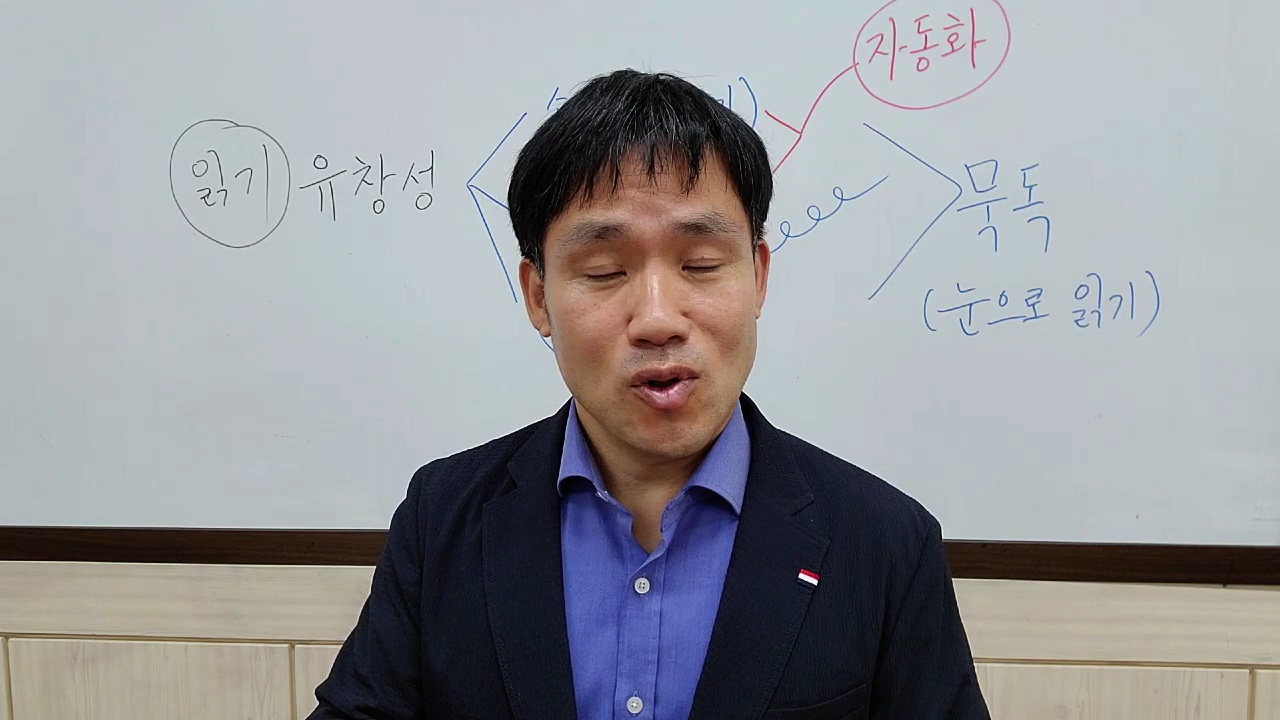 자동화
읽기 유창성
묵독
(눈으로 읽기)